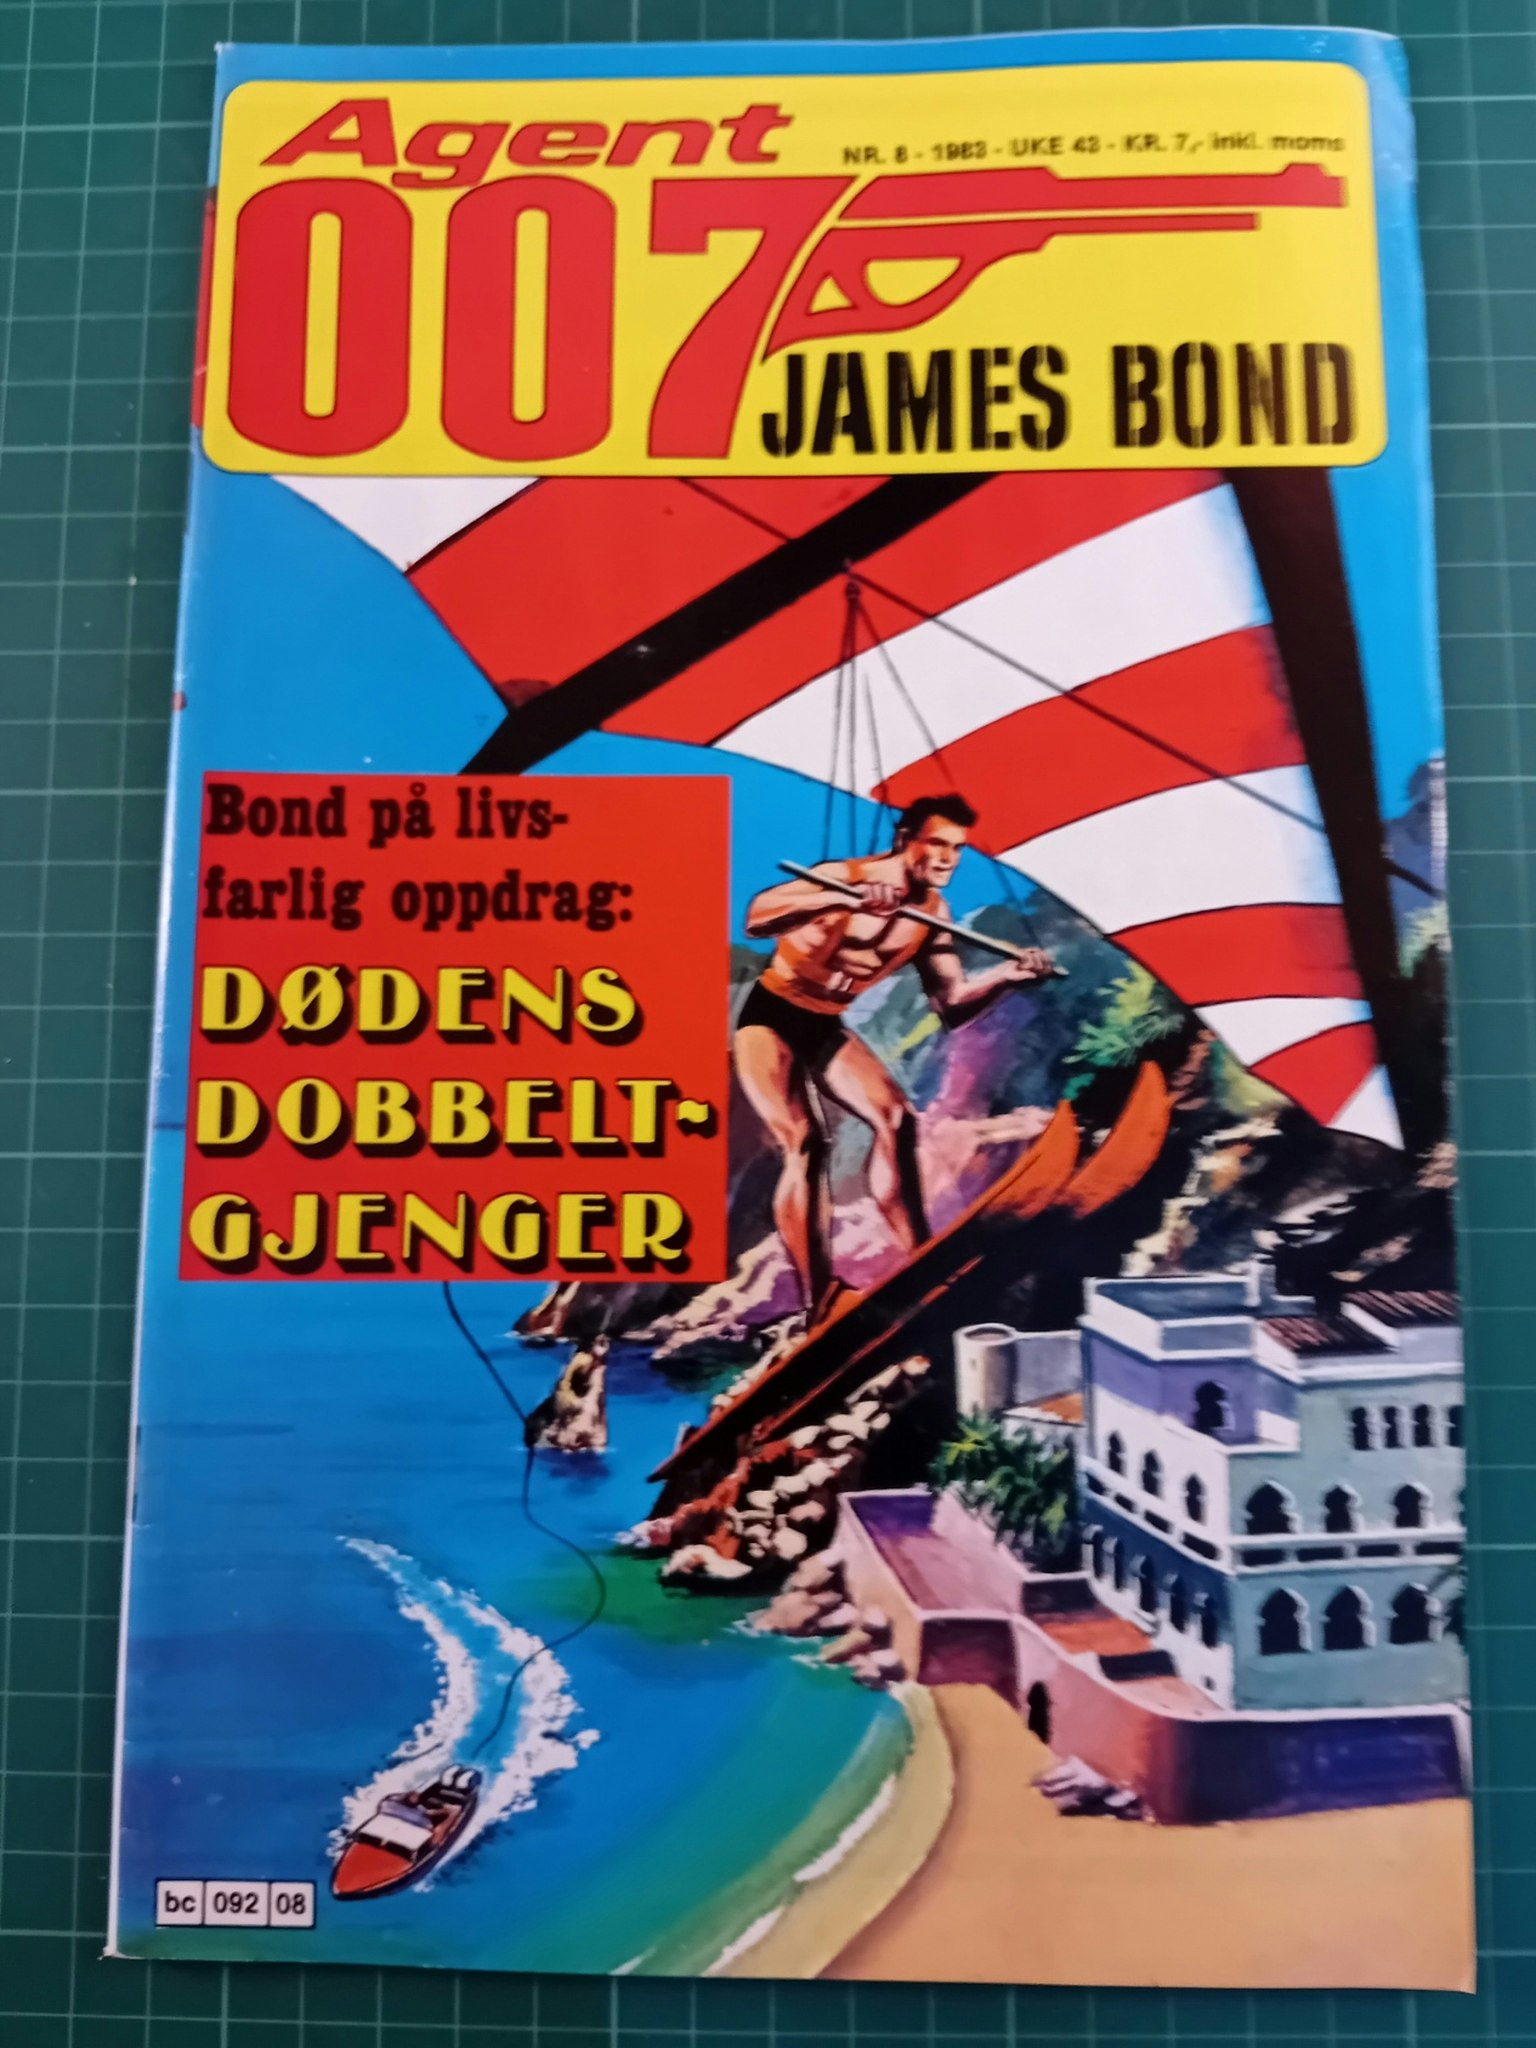 Agent
NR. 8 - 1983 - UKE 43 - KR. 7,- inkl. moms
007
JAMES BOND
Bond på livs-
farlig oppdrag:
DØDENS
DOBBELT-
GJENGER
bc 092 08